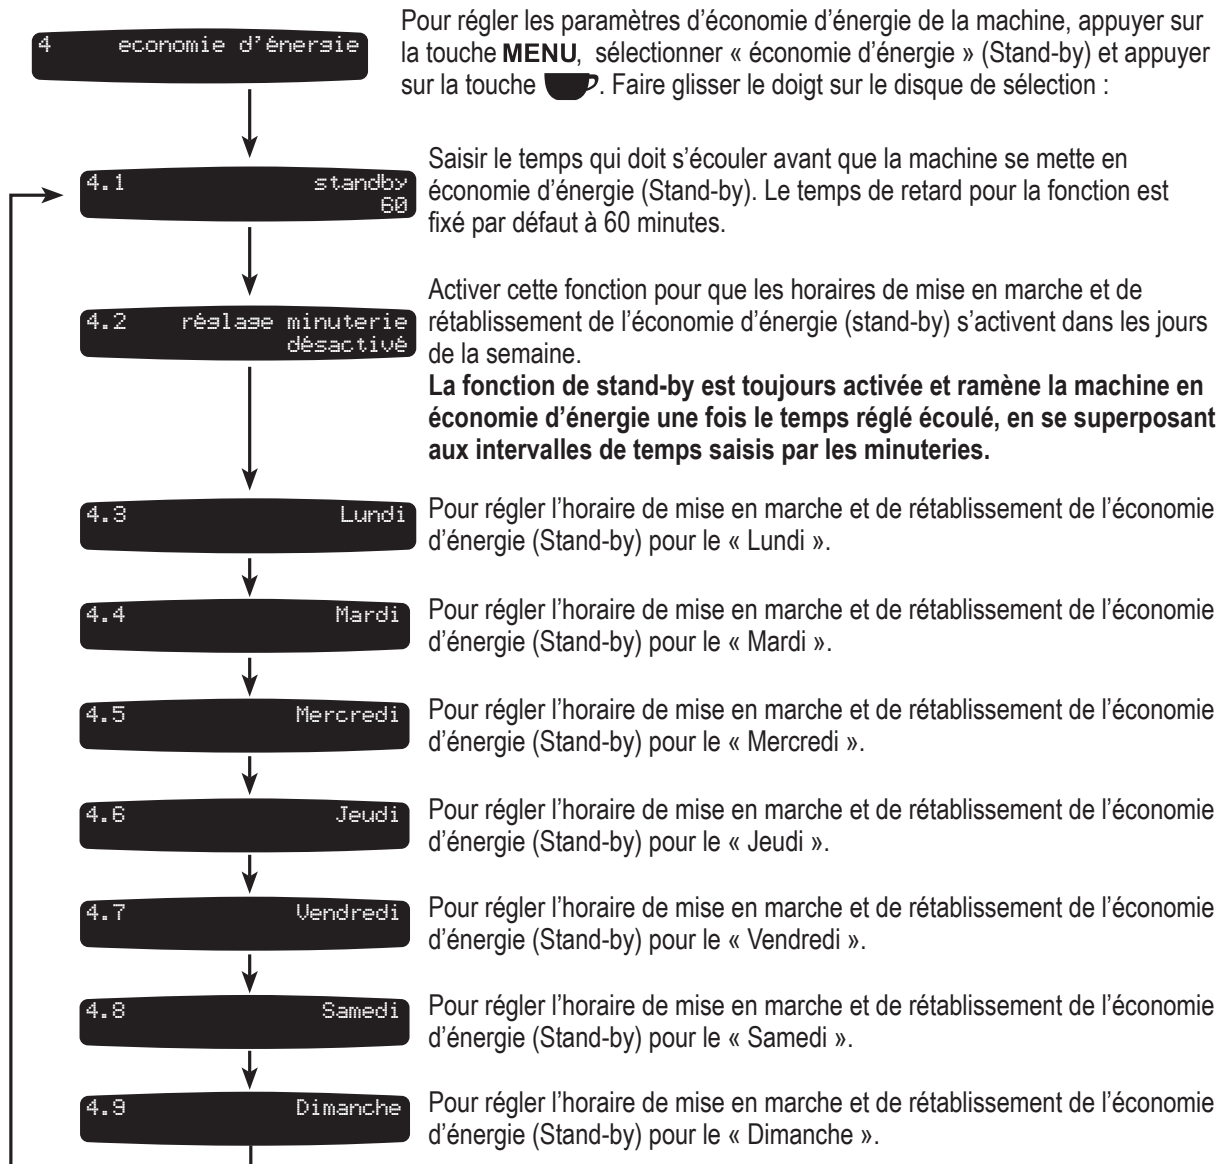 4 economie d'énergie
Pour régler les paramètres d’économie d’énergie de la machine, appuyer sur
la touche MENU, sélectionner « économie d’énergie » (Stand-by) et appuyer
sur la touche . Faire glisser le doigt sur le disque de sélection :
4.1 standby
60
Saisir le temps qui doit s’écouler avant que la machine se mette en
économie d’énergie (Stand-by). Le temps de retard pour la fonction est
fixé par défaut à 60 minutes.
4.2 réglage minuterie
désactivé
Activer cette fonction pour que les horaires de mise en marche et de
rétablissement de l’économie d’énergie (stand-by) s’activent dans les jours
de la semaine.
La fonction de stand-by est toujours activée et ramène la machine en
économie d’énergie une fois le temps réglé écoulé, en se superposant
aux intervalles de temps saisis par les minuteries.
4.3 Lundi
Pour régler l’horaire de mise en marche et de rétablissement de l’économie
d’énergie (Stand-by) pour le « Lundi ».
4.4 Mardi
Pour régler l’horaire de mise en marche et de rétablissement de l’économie
d’énergie (Stand-by) pour le « Mardi ».
4.5 Mercredi
Pour régler l’horaire de mise en marche et de rétablissement de l’économie
d’énergie (Stand-by) pour le « Mercredi ».
4.6 Jeudi
Pour régler l’horaire de mise en marche et de rétablissement de l’économie
d’énergie (Stand-by) pour le « Jeudi ».
4.7 Vendredi
Pour régler l’horaire de mise en marche et de rétablissement de l’économie
d’énergie (Stand-by) pour le « Vendredi ».
4.8 Samedi
Pour régler l’horaire de mise en marche et de rétablissement de l’économie
d’énergie (Stand-by) pour le « Samedi ».
4.9 Dimanche
Pour régler l’horaire de mise en marche et de rétablissement de l’économie
d’énergie (Stand-by) pour le « Dimanche ».